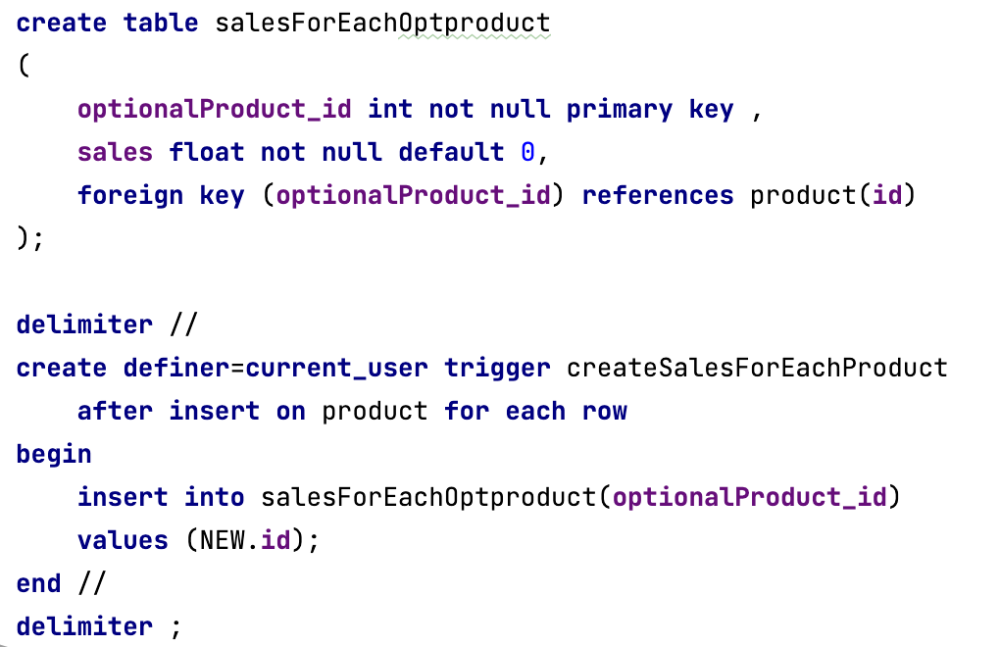 create table salesForEachOptproduct
(
    optionalProduct_id int not null primary key ,
    sales float not null default 0,
    foreign key (optionalProduct_id) references product(id)
);

delimiter //
create definer=current_user trigger createSalesForEachProduct
    after insert on product for each row
begin
    insert into salesForEachOptproduct(optionalProduct_id)
    values (NEW.id);
end //
delimiter ;